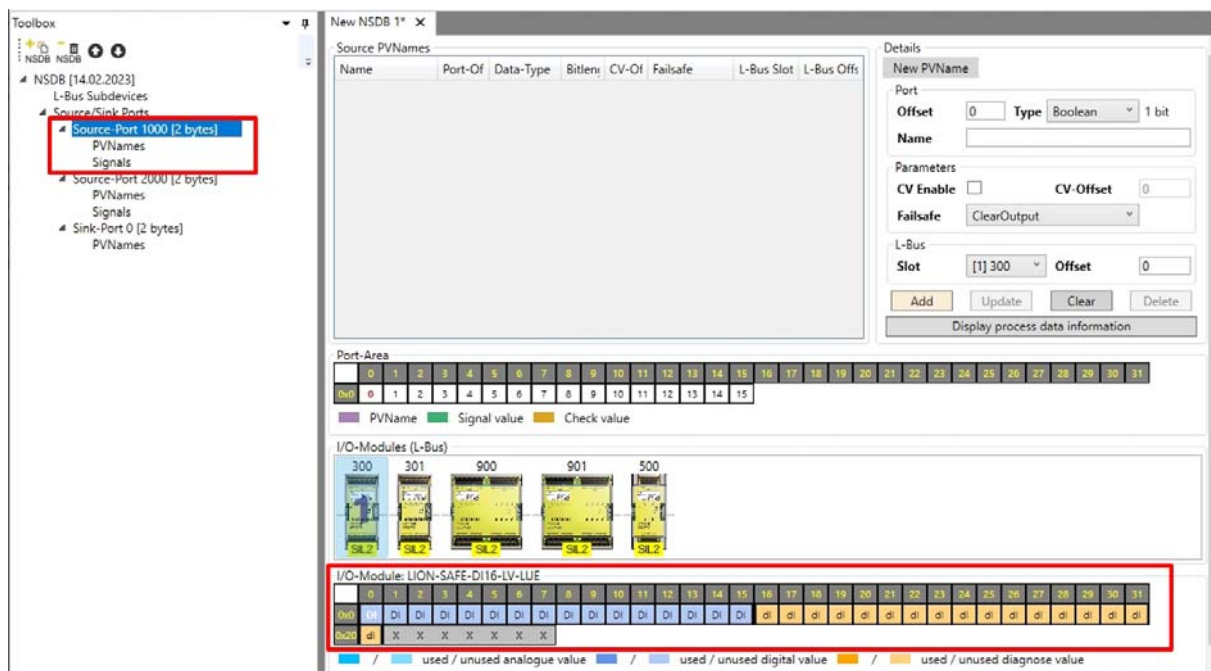 Toolbox
NSDB NSDB
NSDB [14.02.2023]
L-Bus Subdevices
Source/Sink Ports
Source-Port 1000 [2 bytes]
PVNames
Signals
Source-Port 2000 [2 bytes]
PVNames
Signals
Sink-Port 0 [2 bytes]
PVNames
New NSDB 1*
Source PVNames
Name Port-Of Data-Type Bitlen CV-Of Failsafe L-Bus Slot L-Bus Offs
Details
New PVName
Port
Offset 0 Type Boolean 1 bit
Name
Parameters
CV Enable CV-Offset 0
Failsafe ClearOutput
L-Bus
Slot [1] 300 Offset 0
Add Update Clear Delete
Display process data information
Port-Area
0 1 2 3 4 5 6 7 8 9 10 11 12 13 14 15 16 17 18 19 20 21 22 23 24 25 26 27 28 29 30 31
0x0 0 1 2 3 4 5 6 7 8 9 10 11 12 13 14 15
PVName Signal value Check value
I/O-Modules (L-Bus)
300 301 900 901 500
1
SIL2 SIL2 SIL2 SIL2 SIL2
I/O-Module: LION-SAFE-DI16-LV-LUE
0 1 2 3 4 5 6 7 8 9 10 11 12 13 14 15 16 17 18 19 20 21 22 23 24 25 26 27 28 29 30 31
0x0 DI DI DI DI DI DI DI DI DI DI DI DI DI DI DI DI dI dI dI dI dI dI dI dI dI dI dI dI dI dI dI dI
0x20 dI X X X X X X X
/ used / unused analogue value / used / unused digital value / used / unused diagnose value